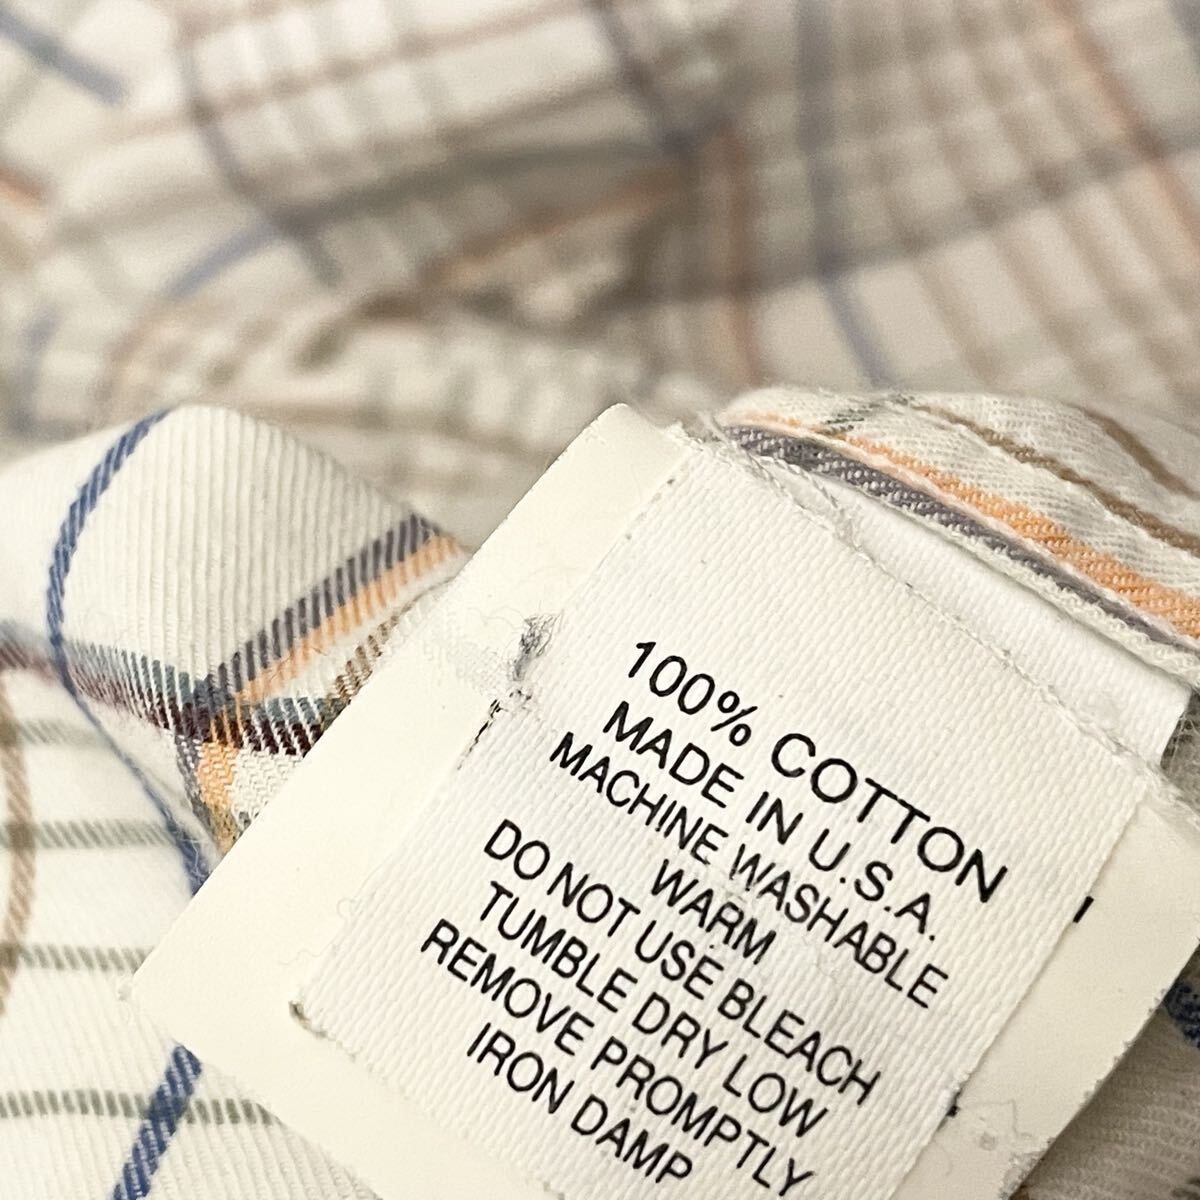 100% COTTON
MADE IN U.S.A.
MACHINE WASHABLE
WARM
DO NOT USE BLEACH
TUMBLE DRY LOW
REMOVE PROMPTLY
IRON DAMP